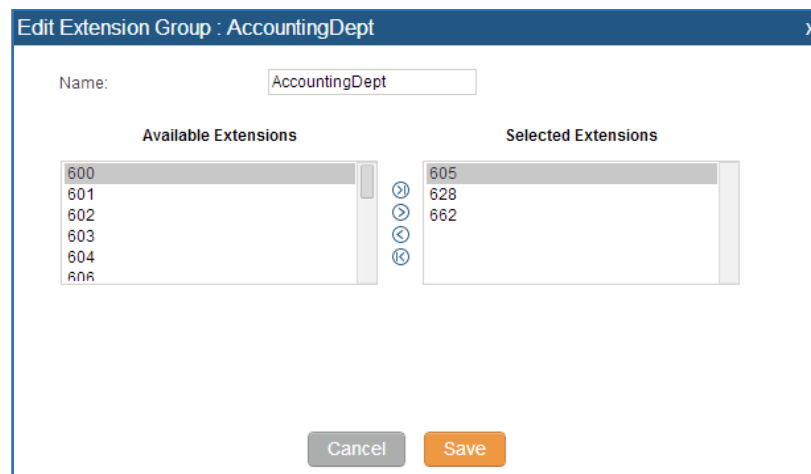 Edit Extension Group : AccountingDept x
Name: AccountingDept
Available Extensions Selected Extensions
600 605
601 628
602 662
603
604
606
Cancel Save